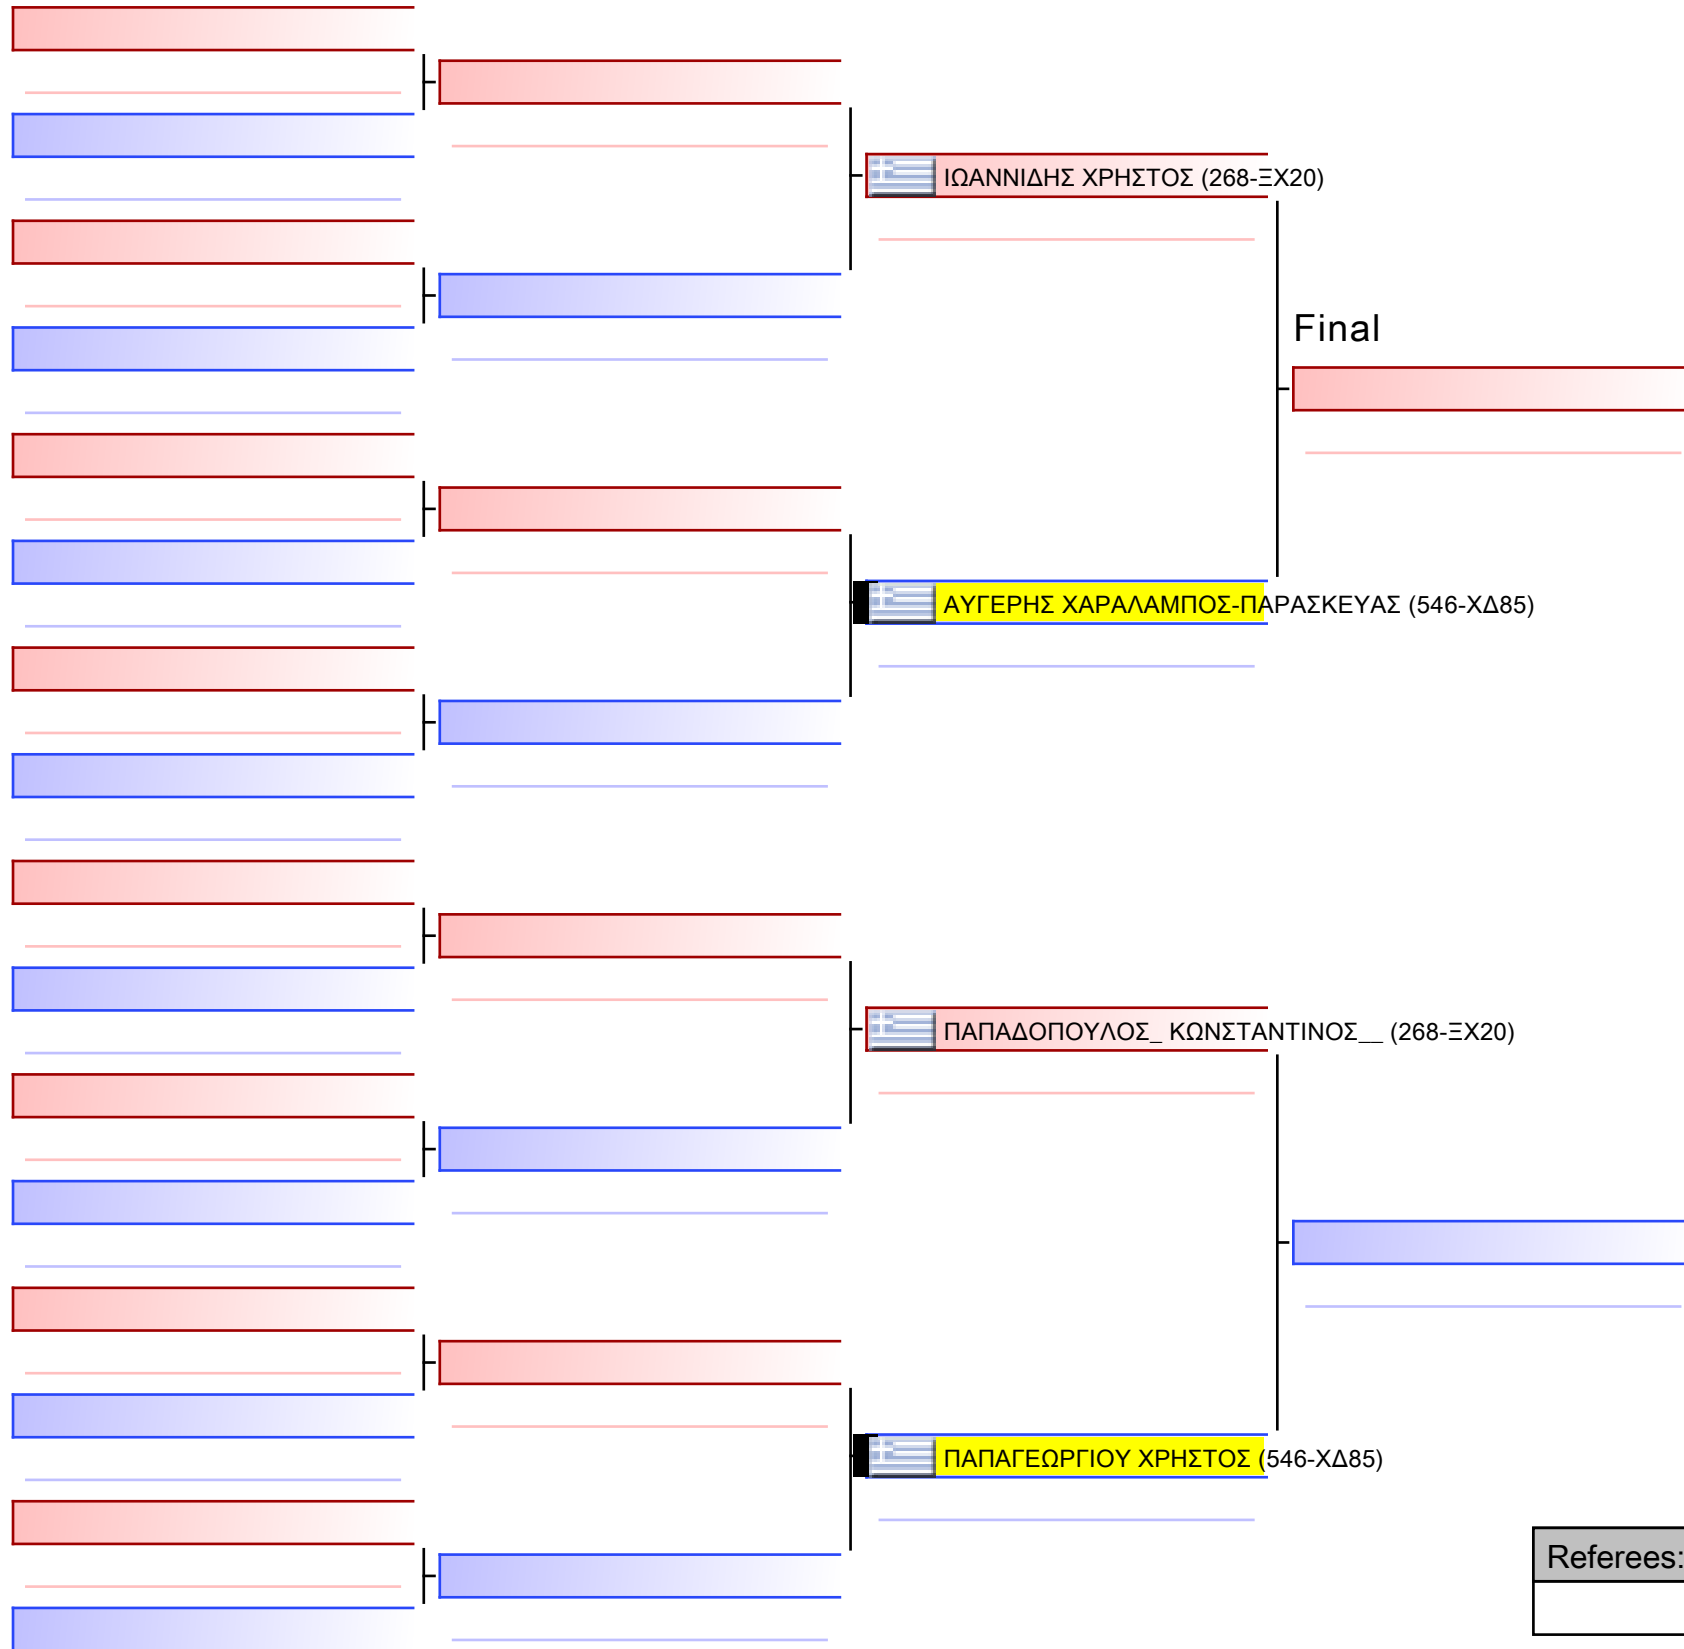 ΙΩΑΝΝΙΔΗΣ ΧΡΗΣΤΟΣ (268-ΞΧ20)
Final
ΑΥΓΕΡΗΣ ΧΑΡΑΛΑΜΠΟΣ-ΠΑΡΑΣΚΕΥΑΣ (546-ΧΔ85)
ΠΑΠΑΔΟΠΟΥΛΟΣ_ ΚΩΝΣΤΑΝΤΙΝΟΣ__ (268-ΞΧ20)
ΠΑΠΑΓΕΩΡΓΙΟΥ ΧΡΗΣΤΟΣ (546-ΧΔ85)
Referees: